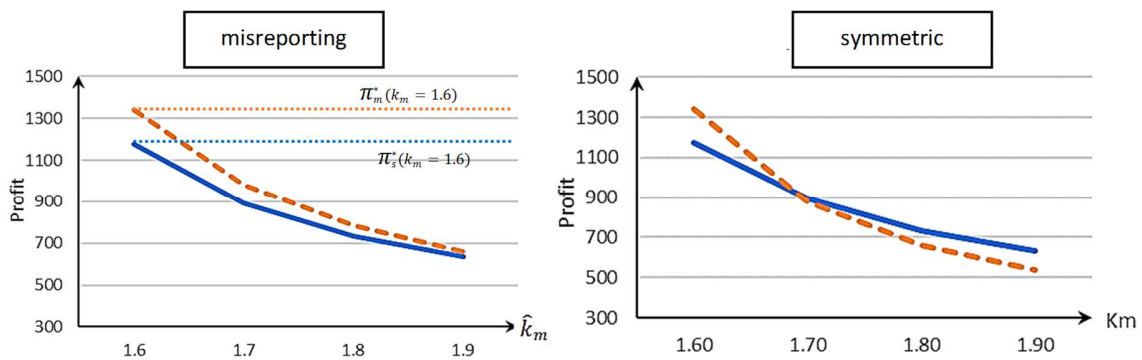 misreporting
1500
1300
1100
900
700
500
300
Profit
π*m(km = 1.6)
π*s(km = 1.6)
1.6 1.7 1.8 1.9
k̂m
symmetric
1500
1300
1100
900
700
500
300
Profit
1.60 1.70 1.80 1.90
Km